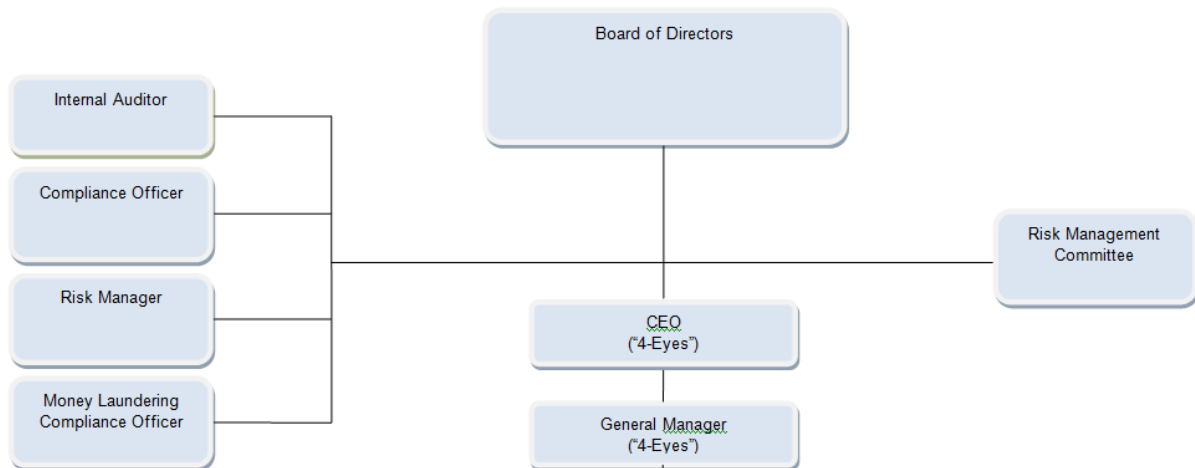 Board of Directors
Internal Auditor
Compliance Officer
Risk Management
Committee
Risk Manager
CEO
(“4-Eyes”)
Money Laundering
Compliance Officer
General Manager
(“4-Eyes”)